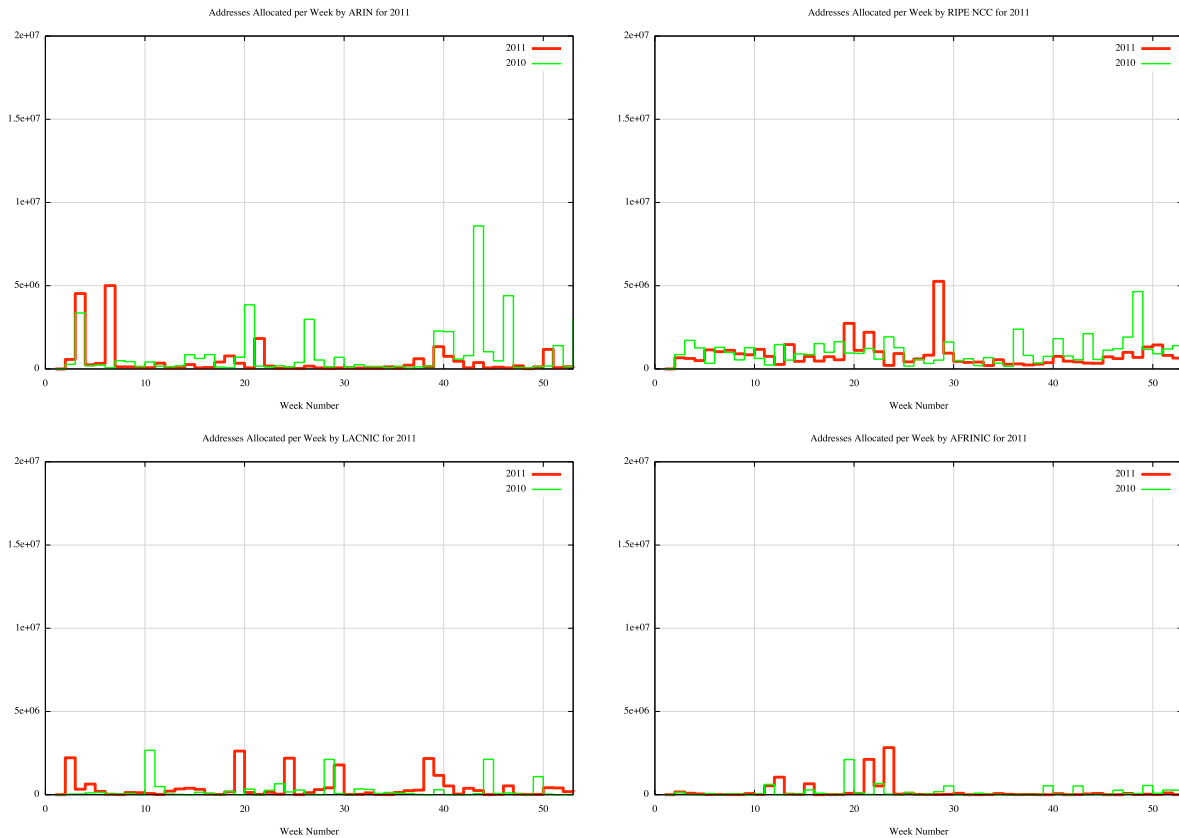 Addresses Allocated per Week by ARIN for 2011
2e+07
1.5e+07
1e+07
5e+06
0
2011
2010
0 10 20 30 40 50
Week Number
Addresses Allocated per Week by RIPE NCC for 2011
2e+07
1.5e+07
1e+07
5e+06
0
2011
2010
0 10 20 30 40 50
Week Number
Addresses Allocated per Week by LACNIC for 2011
2e+07
1.5e+07
1e+07
5e+06
0
2011
2010
0 10 20 30 40 50
Week Number
Addresses Allocated per Week by AFRINIC for 2011
2e+07
1.5e+07
1e+07
5e+06
0
2011
2010
0 10 20 30 40 50
Week Number